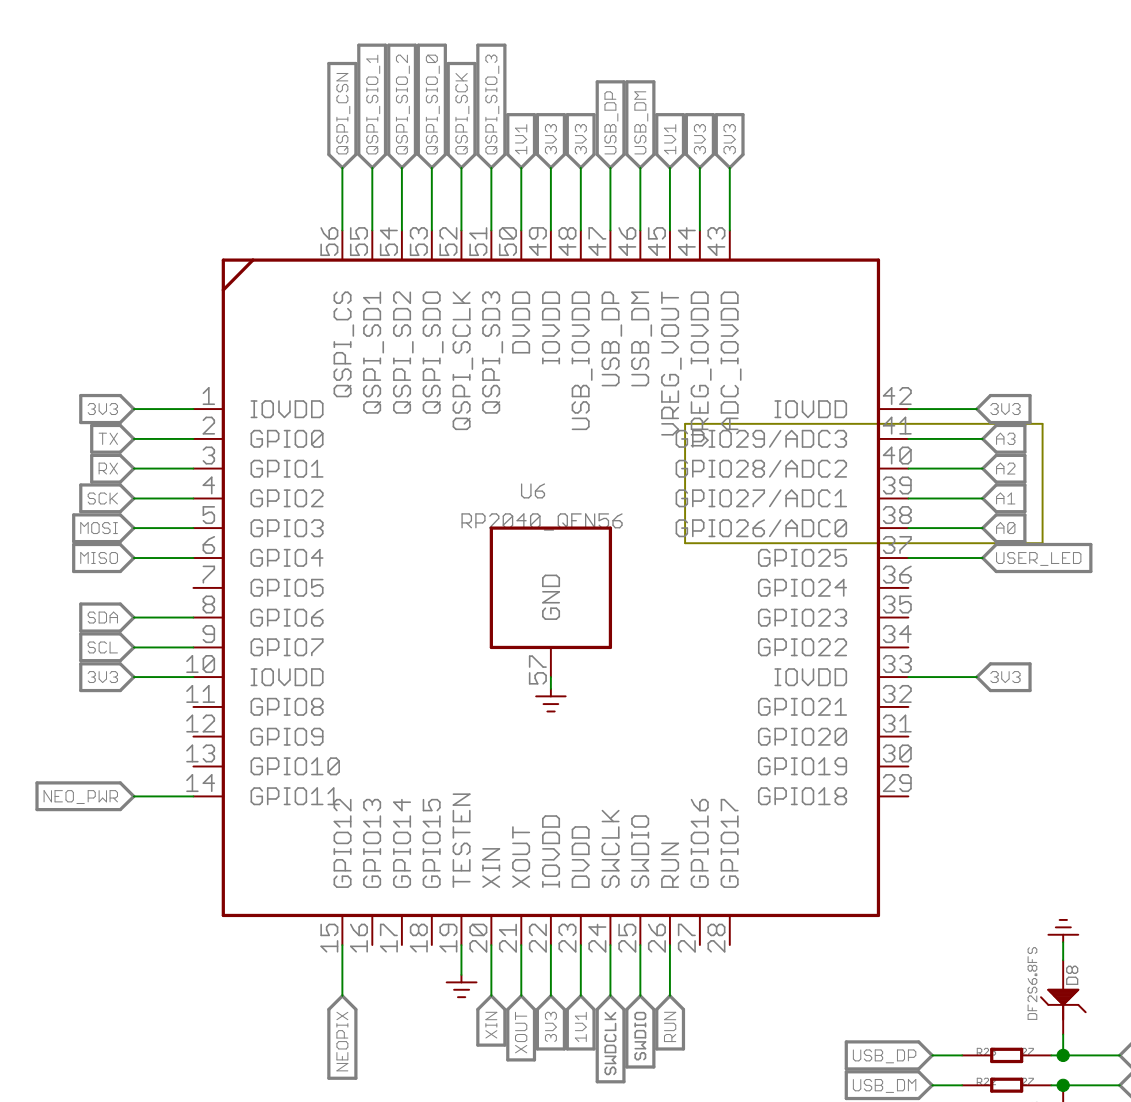 QSPI_CSN
QSPI_SIO_1
QSPI_SIO_2
QSPI_SIO_0
QSPI_SCK
QSPI_SIO_3
1V1
3V3
3V3
USB_DP
USB_DM
1V1
3V3
3V3
56
55
54
53
52
51
50
49
48
47
46
45
44
43
QSPI_CS
QSPI_SD1
QSPI_SD2
QSPI_SD0
QSPI_SCLK
QSPI_SD3
DVDD
IOVDD
USB_IOVDD
USB_DP
USB_DM
VREG_VOUT
VREG_IOVDD
ADC_IOVDD
3V3 1 IOVDD
TX 2 GPIO0
RX 3 GPIO1
SCK 4 GPIO2
MOSI 5 GPIO3
MISO 6 GPIO4
7 GPIO5
SDA 8 GPIO6
SCL 9 GPIO7
3V3 10 IOVDD
11 GPIO8
12 GPIO9
13 GPIO10
NEO_PWR 14 GPIO11
U6
RP2040_QFN56
GND
57
IOVDD 42 3V3
GPIO29/ADC3 41 A3
GPIO28/ADC2 40 A2
GPIO27/ADC1 39 A1
GPIO26/ADC0 38 A0
GPIO25 37 USER_LED
GPIO24 36
GPIO23 35
GPIO22 34
IOVDD 33 3V3
GPIO21 32
GPIO20 31
GPIO19 30
GPIO18 29
GPIO12
GPIO13
GPIO14
GPIO15
TESTEN
XIN
XOUT
IOVDD
DVDD
SWCLK
SWDIO
RUN
GPIO16
GPIO17
15
16
17
18
19
20
21
22
23
24
25
26
27
28
NEOPIX
XIN
XOUT
3V3
1V1
SWDCLK
SWDIO
RUN
DF2S6.8FS
D8
USB_DP
USB_DM